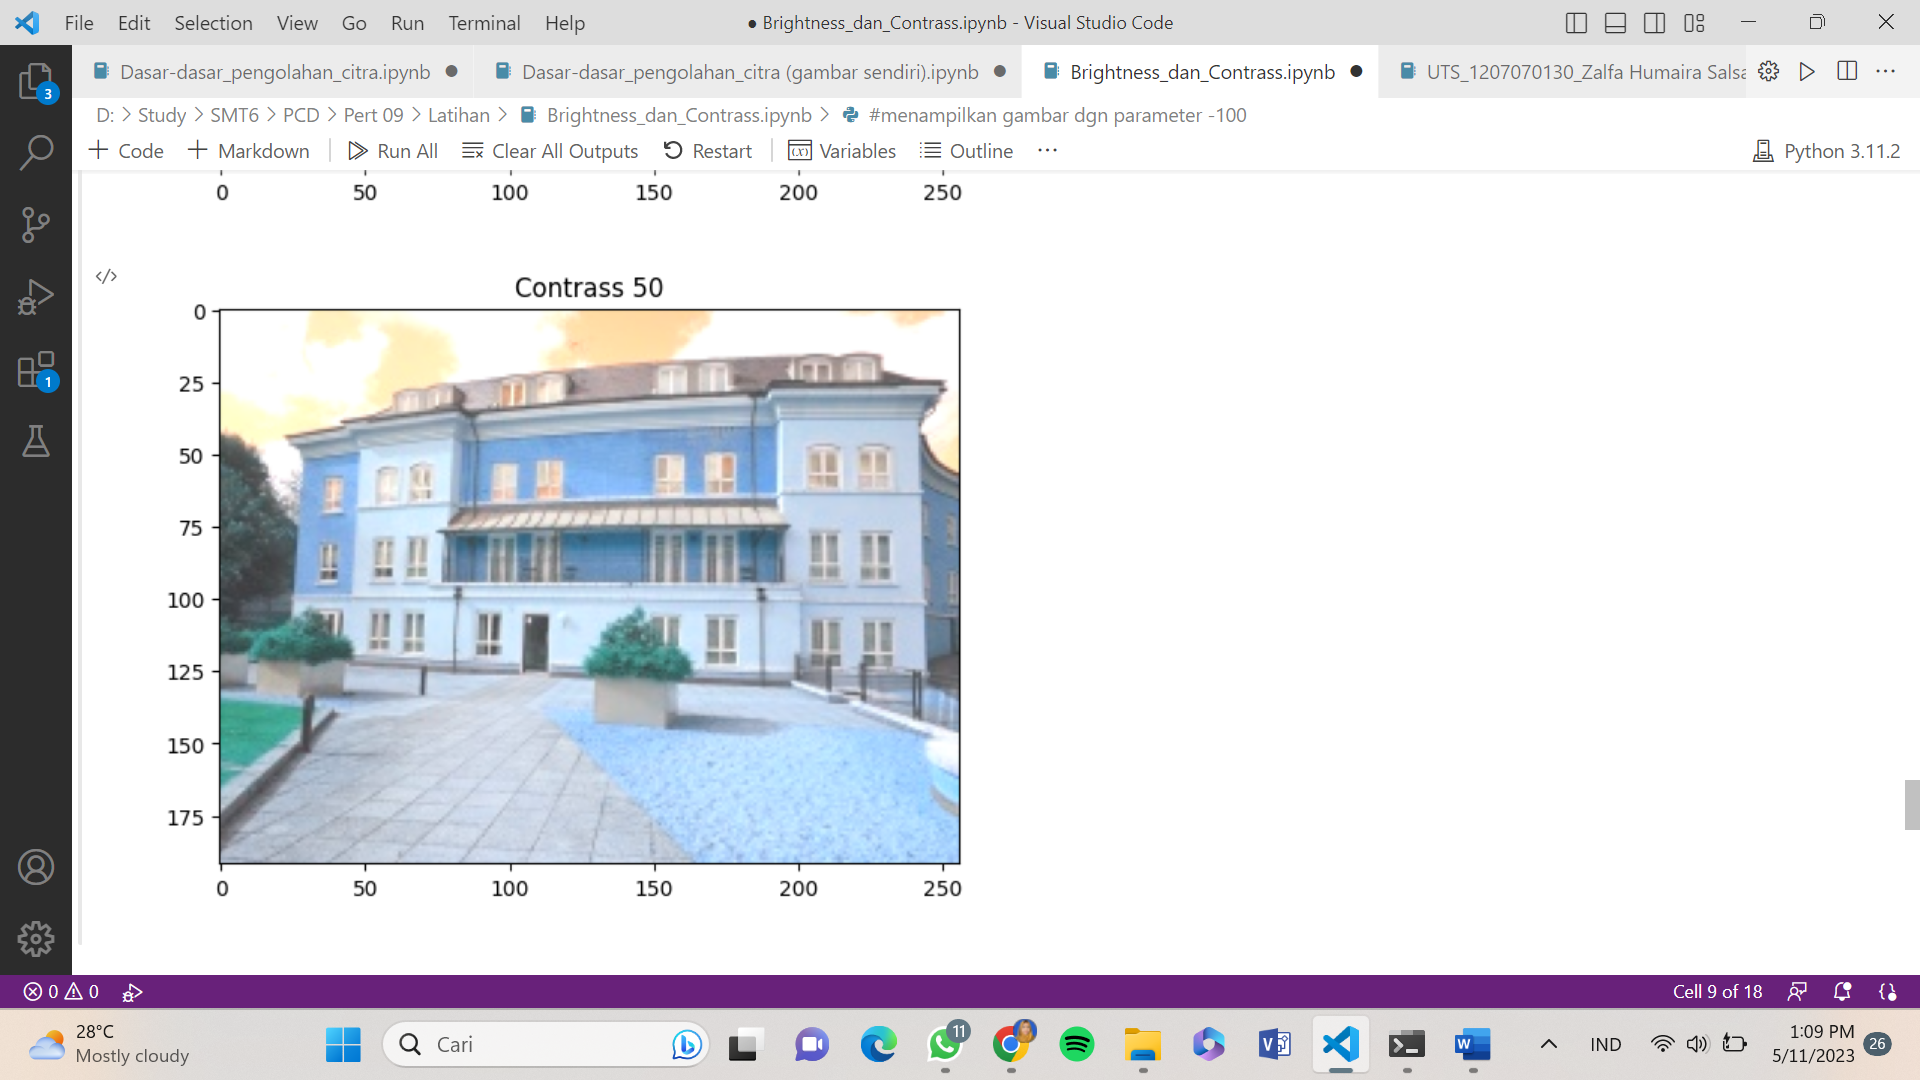 File Edit Selection View Go Run Terminal Help
● Brightness_dan_Contrass.ipynb - Visual Studio Code
Dasar-dasar_pengolahan_citra.ipynb ● Dasar-dasar_pengolahan_citra (gambar sendiri).ipynb ● Brightness_dan_Contrass.ipynb ● UTS_1207070130_Zalfa Humaira Salsa
D: > Study > SMT6 > PCD > Pert 09 > Latihan > Brightness_dan_Contrass.ipynb > #menampilkan gambar dgn parameter -100
+ Code + Markdown Run All Clear All Outputs Restart Variables Outline ... Python 3.11.2
3
1
0 50 100 150 200 250
Contrass 50
0
25
50
75
100
125
150
175
0 50 100 150 200 250
0 0 Cell 9 of 18
28°C
Mostly cloudy
Cari
11
IND
1:09 PM
5/11/2023
26